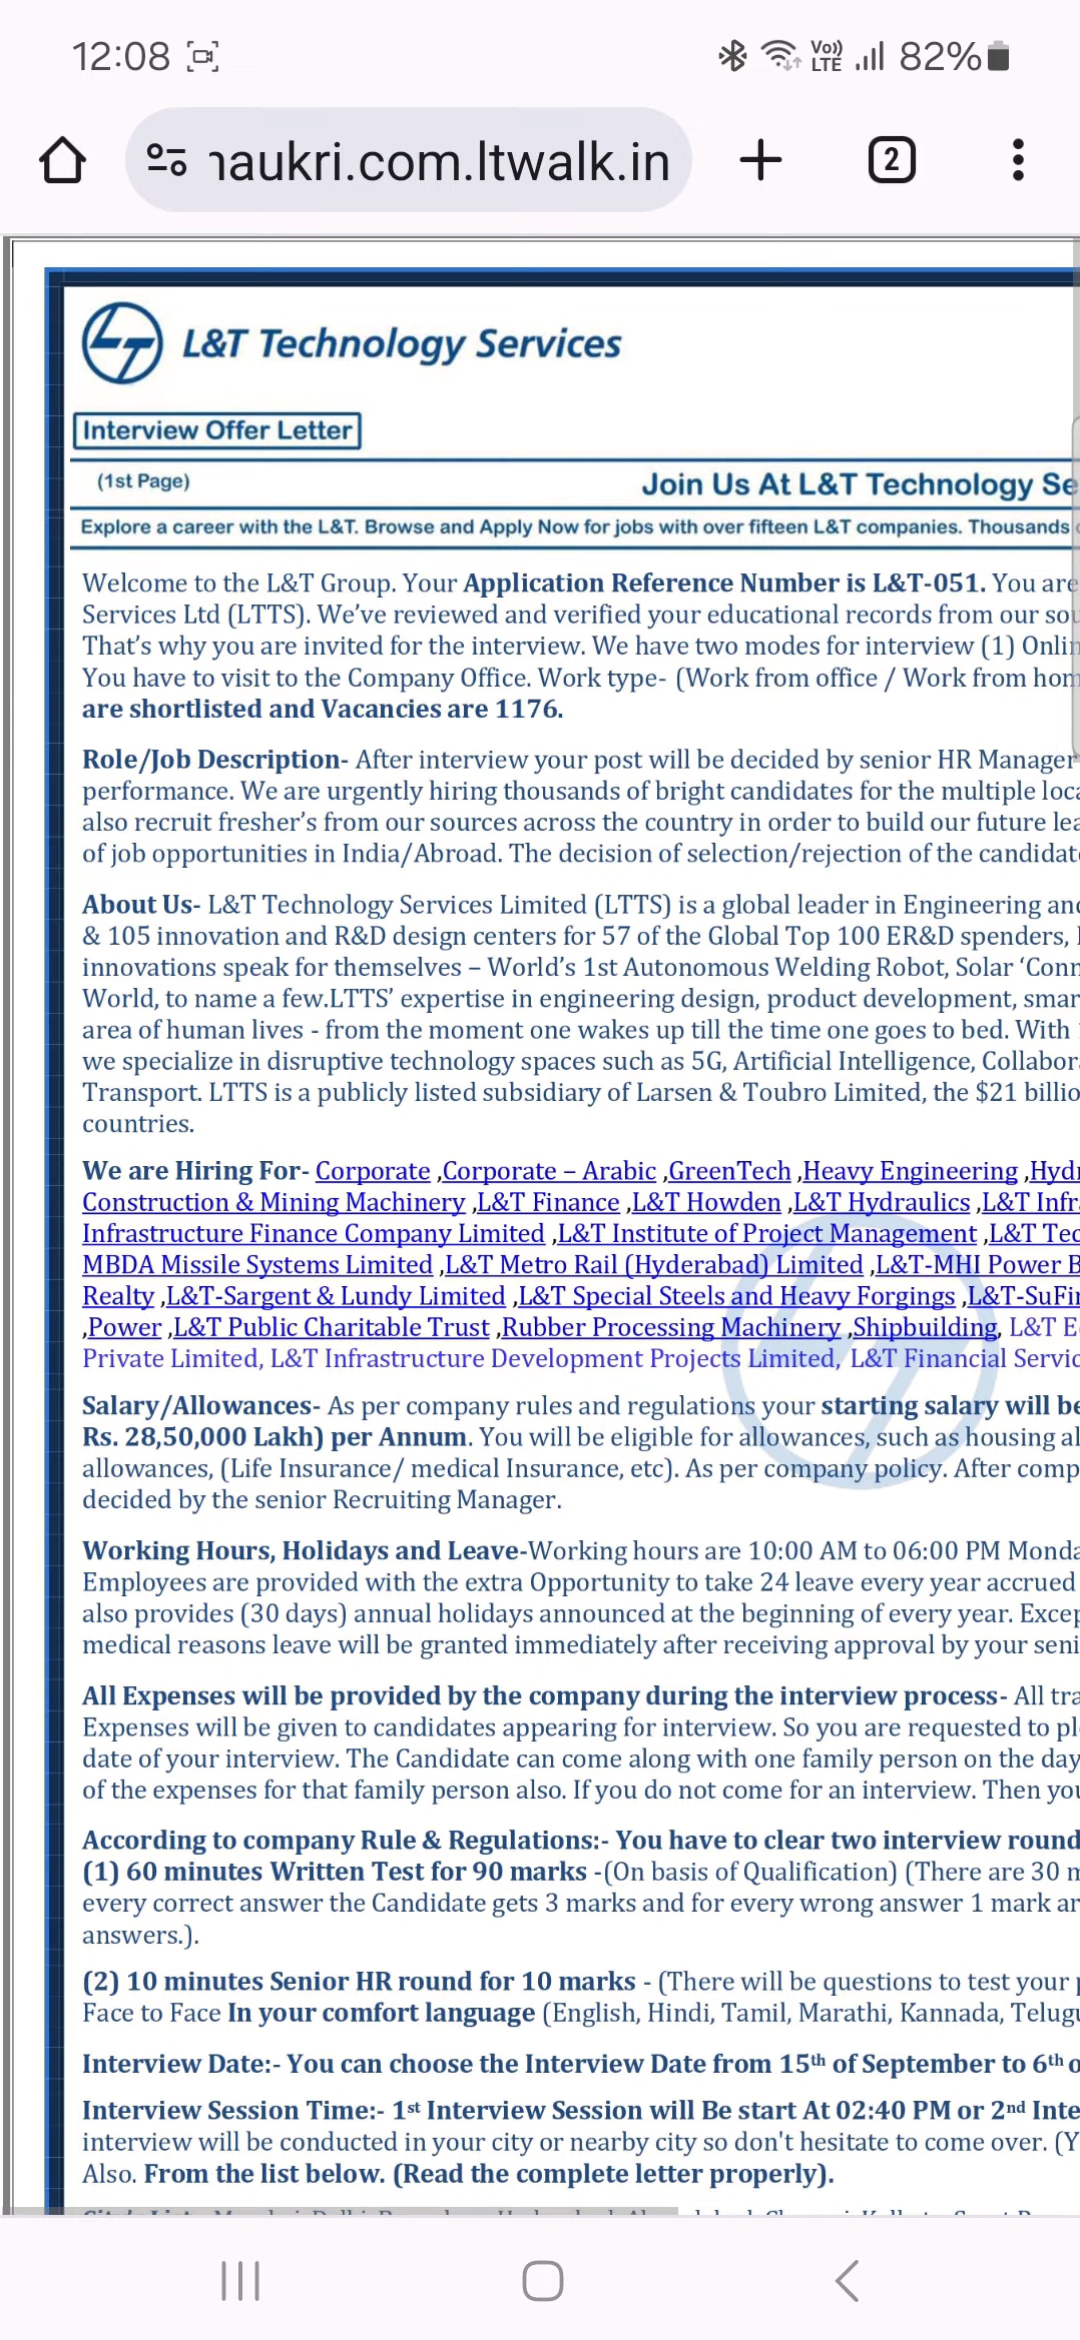 12:08
Vo)) LTE 82%
naukri.com.ltwalk.in
2
L&T Technology Services
Interview Offer Letter
(1st Page) Join Us At L&T Technology Se
Explore a career with the L&T. Browse and Apply Now for jobs with over fifteen L&T companies. Thousands
Welcome to the L&T Group. Your Application Reference Number is L&T-051. You are
Services Ltd (LTTS). We've reviewed and verified your educational records from our sou
That's why you are invited for the interview. We have two modes for interview (1) Onlin
You have to visit to the Company Office. Work type- (Work from office / Work from hom
are shortlisted and Vacancies are 1176.
Role/Job Description- After interview your post will be decided by senior HR Manager
performance. We are urgently hiring thousands of bright candidates for the multiple loca
also recruit fresher's from our sources across the country in order to build our future lea
of job opportunities in India/Abroad. The decision of selection/rejection of the candidat
About Us- L&T Technology Services Limited (LTTS) is a global leader in Engineering and
& 105 innovation and R&D design centers for 57 of the Global Top 100 ER&D spenders,
innovations speak for themselves – World's 1st Autonomous Welding Robot, Solar 'Conn
World, to name a few.LTTS' expertise in engineering design, product development, smar
area of human lives - from the moment one wakes up till the time one goes to bed. With
we specialize in disruptive technology spaces such as 5G, Artificial Intelligence, Collabor
Transport. LTTS is a publicly listed subsidiary of Larsen & Toubro Limited, the $21 billio
countries.
We are Hiring For- Corporate ,Corporate – Arabic ,GreenTech ,Heavy Engineering ,Hydr
Construction & Mining Machinery ,L&T Finance ,L&T Howden ,L&T Hydraulics ,L&T Infr
Infrastructure Finance Company Limited ,L&T Institute of Project Management ,L&T Tec
MBDA Missile Systems Limited ,L&T Metro Rail (Hyderabad) Limited ,L&T-MHI Power B
Realty ,L&T-Sargent & Lundy Limited ,L&T Special Steels and Heavy Forgings ,L&T-SuFin
,Power ,L&T Public Charitable Trust ,Rubber Processing Machinery ,Shipbuilding, L&T E
Private Limited, L&T Infrastructure Development Projects Limited, L&T Financial Servic
Salary/Allowances- As per company rules and regulations your starting salary will be
Rs. 28,50,000 Lakh) per Annum. You will be eligible for allowances, such as housing al
allowances, (Life Insurance/ medical Insurance, etc). As per company policy. After comp
decided by the senior Recruiting Manager.
Working Hours, Holidays and Leave-Working hours are 10:00 AM to 06:00 PM Monda
Employees are provided with the extra Opportunity to take 24 leave every year accrued
also provides (30 days) annual holidays announced at the beginning of every year. Excep
medical reasons leave will be granted immediately after receiving approval by your seni
All Expenses will be provided by the company during the interview process- All tra
Expenses will be given to candidates appearing for interview. So you are requested to pl
date of your interview. The Candidate can come along with one family person on the day
of the expenses for that family person also. If you do not come for an interview. Then you
According to company Rule & Regulations:- You have to clear two interview round
(1) 60 minutes Written Test for 90 marks -(On basis of Qualification) (There are 30 m
every correct answer the Candidate gets 3 marks and for every wrong answer 1 mark ar
answers.).
(2) 10 minutes Senior HR round for 10 marks - (There will be questions to test your p
Face to Face In your comfort language (English, Hindi, Tamil, Marathi, Kannada, Telugu
Interview Date:- You can choose the Interview Date from 15th of September to 6th o
Interview Session Time:- 1st Interview Session will Be start At 02:40 PM or 2nd Inte
interview will be conducted in your city or nearby city so don't hesitate to come over. (Y
Also. From the list below. (Read the complete letter properly).